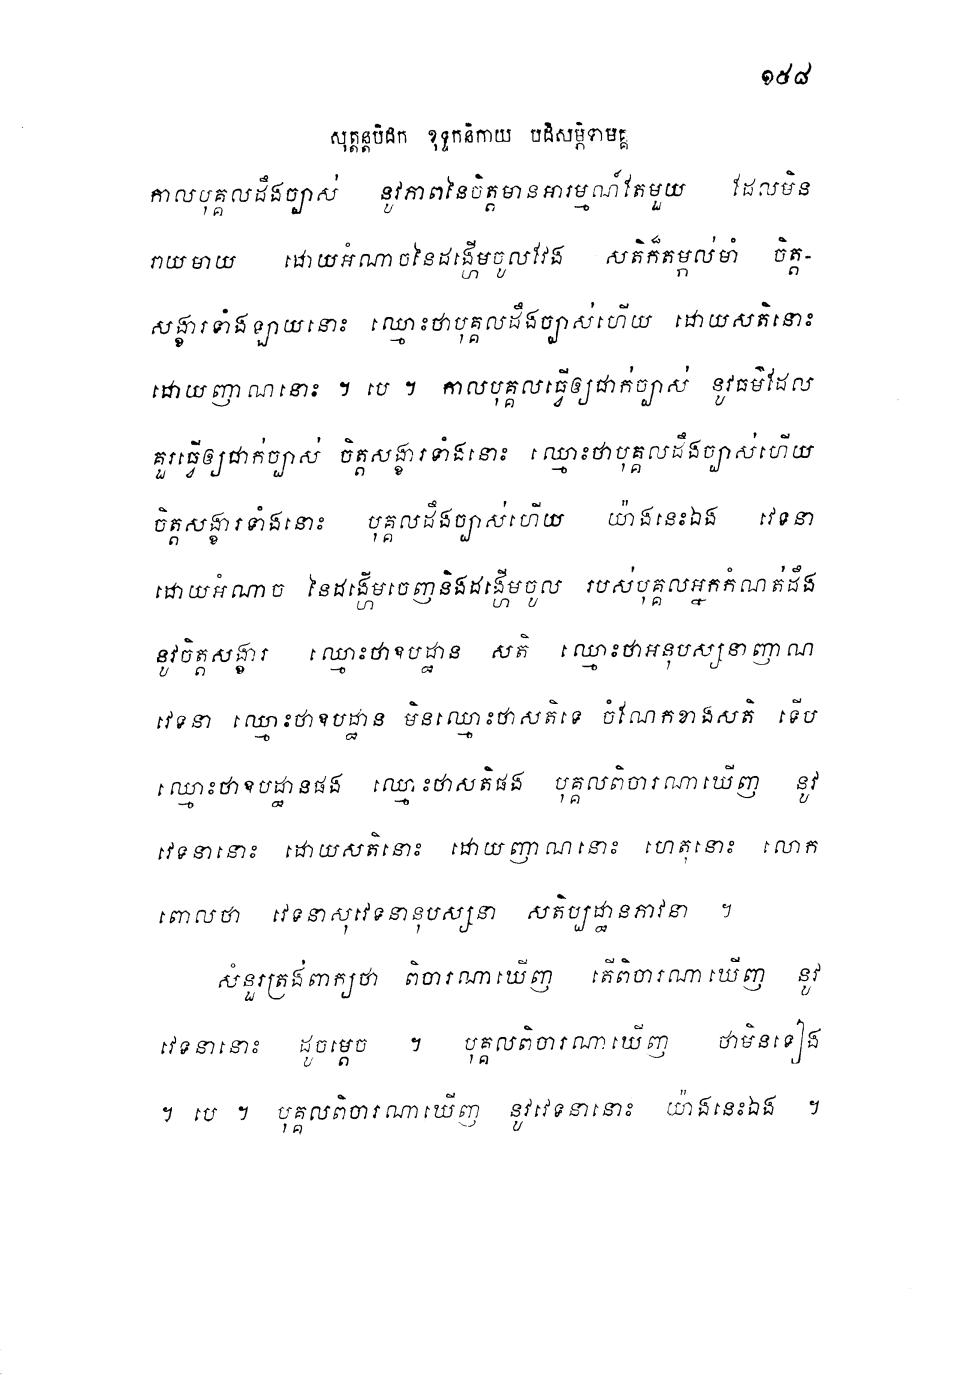 ១៥៨
សុត្តន្តបិដក ខុទ្ទកនិកាយ បដិសម្ភិទាមគ្គ
កាលបុគ្គលដឹងច្បាស់ នូវភាពនៃចិត្តមានអារម្មណ៍តែមួយ ដែលមិន
រាយមាយ ដោយអំណាចនៃដង្ហើមចូលវែង សតិក៏តម្កល់មាំ ចិត្ត-
សង្ខារទាំងឡាយនោះ ឈ្មោះថាបុគ្គលដឹងច្បាស់ហើយ ដោយសតិនោះ
ដោយញាណនោះ ។ បេ ។ កាលបុគ្គលធ្វើឲ្យជាក់ច្បាស់ នូវធម៌ដែល
គួរធ្វើឲ្យជាក់ច្បាស់ ចិត្តសង្ខារទាំងនោះ ឈ្មោះថាបុគ្គលដឹងច្បាស់ហើយ
ចិត្តសង្ខារទាំងនោះ បុគ្គលដឹងច្បាស់ហើយ យ៉ាងនេះឯង វេទនា
ដោយអំណាច នៃដង្ហើមចេញនិងដង្ហើមចូល របស់បុគ្គលអ្នកកំណត់ដឹង
នូវចិត្តសង្ខារ ឈ្មោះថាឧបដ្ឋាន សតិ ឈ្មោះថាអនុបស្សនាញាណ
វេទនា ឈ្មោះថាឧបដ្ឋាន មិនឈ្មោះថាសតិទេ ចំណែកខាងសតិ ទើប
ឈ្មោះថាឧបដ្ឋានផង ឈ្មោះថាសតិផង បុគ្គលពិចារណាឃើញ នូវ
វេទនានោះ ដោយសតិនោះ ដោយញាណនោះ ហេតុនោះ លោក
ពោលថា វេទនាសុវេទនានុបស្សនា សតិប្បដ្ឋានភាវនា ។
សំនួរត្រង់ពាក្យថា ពិចារណាឃើញ តើពិចារណាឃើញ នូវ
វេទនានោះ ដូចម្តេច ។ បុគ្គលពិចារណាឃើញ ថាមិនទៀង
។ បេ ។ បុគ្គលពិចារណាឃើញ នូវវេទនានោះ យ៉ាងនេះឯង ។